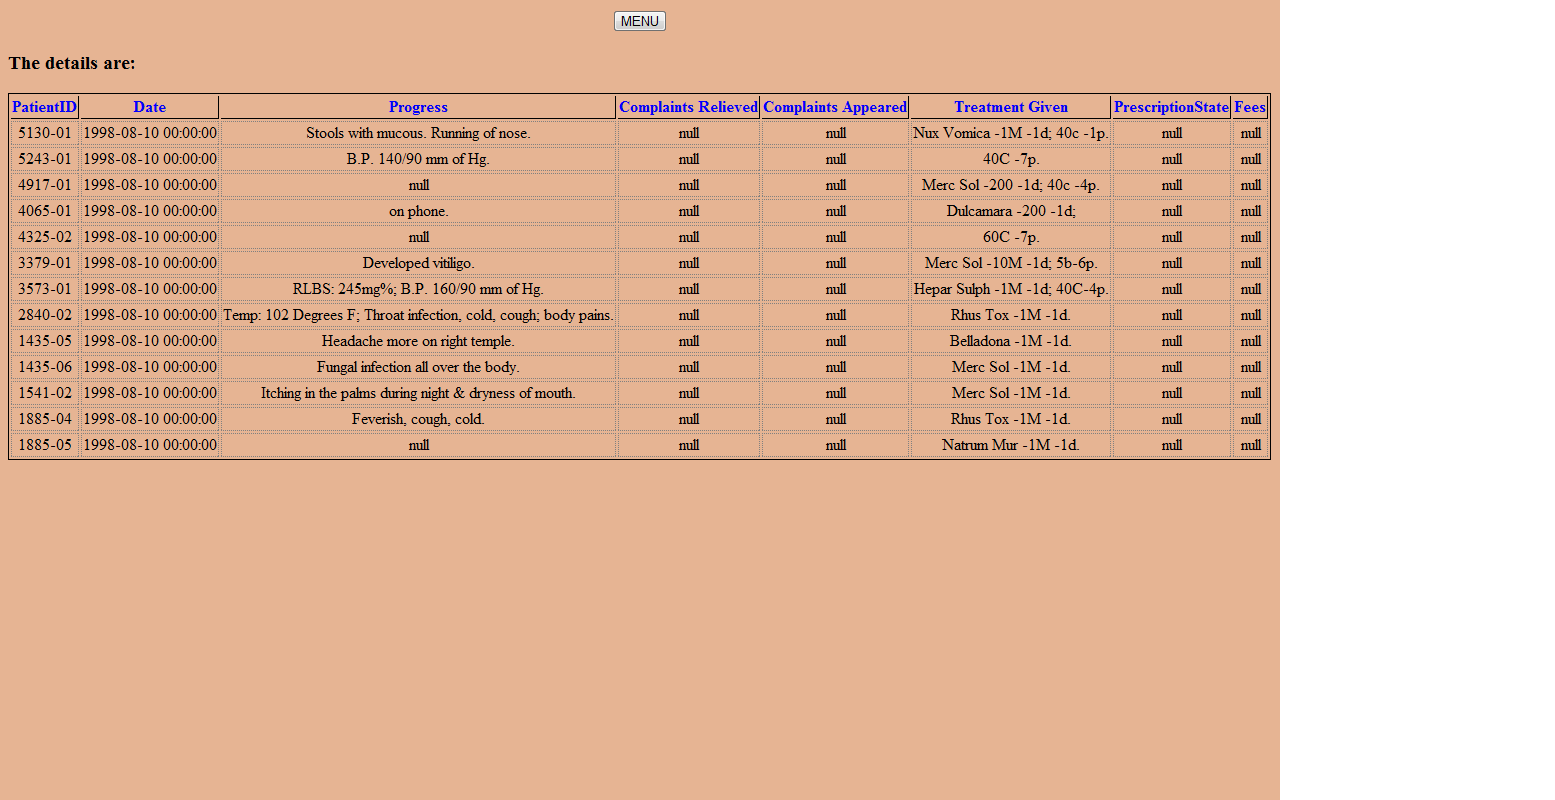 MENU
The details are:
PatientID Date Progress Complaints Relieved Complaints Appeared Treatment Given PrescriptionState Fees
5130-01 1998-08-10 00:00:00 Stools with mucous. Running of nose. null null Nux Vomica -1M -1d; 40c -1p. null null
5243-01 1998-08-10 00:00:00 B.P. 140/90 mm of Hg. null null 40C -7p. null null
4917-01 1998-08-10 00:00:00 null null null Merc Sol -200 -1d; 40c -4p. null null
4065-01 1998-08-10 00:00:00 on phone. null null Dulcamara -200 -1d; null null
4325-02 1998-08-10 00:00:00 null null null 60C -7p. null null
3379-01 1998-08-10 00:00:00 Developed vitiligo. null null Merc Sol -10M -1d; 5b-6p. null null
3573-01 1998-08-10 00:00:00 RLBS: 245mg%; B.P. 160/90 mm of Hg. null null Hepar Sulph -1M -1d; 40C-4p. null null
2840-02 1998-08-10 00:00:00 Temp: 102 Degrees F; Throat infection, cold, cough; body pains. null null Rhus Tox -1M -1d. null null
1435-05 1998-08-10 00:00:00 Headache more on right temple. null null Belladona -1M -1d. null null
1435-06 1998-08-10 00:00:00 Fungal infection all over the body. null null Merc Sol -1M -1d. null null
1541-02 1998-08-10 00:00:00 Itching in the palms during night & dryness of mouth. null null Merc Sol -1M -1d. null null
1885-04 1998-08-10 00:00:00 Feverish, cough, cold. null null Rhus Tox -1M -1d. null null
1885-05 1998-08-10 00:00:00 null null null Natrum Mur -1M -1d. null null